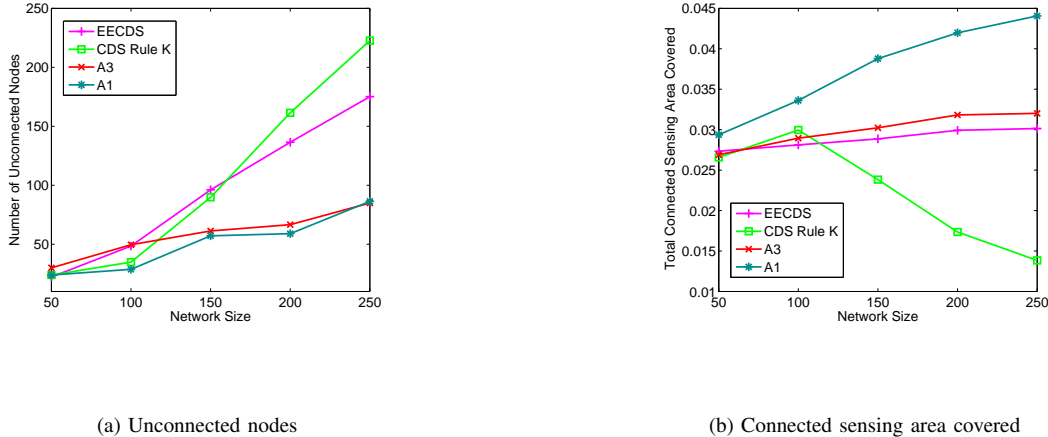 250
200
150
100
50
Number of Unconnected Nodes
EECDS
CDS Rule K
A3
A1
50 100 150 200 250
Network Size
(a) Unconnected nodes
0.045
0.04
0.035
0.03
0.025
0.02
0.015
0.01
Total Connected Sensing Area Covered
EECDS
CDS Rule K
A3
A1
50 100 150 200 250
Network Size
(b) Connected sensing area covered